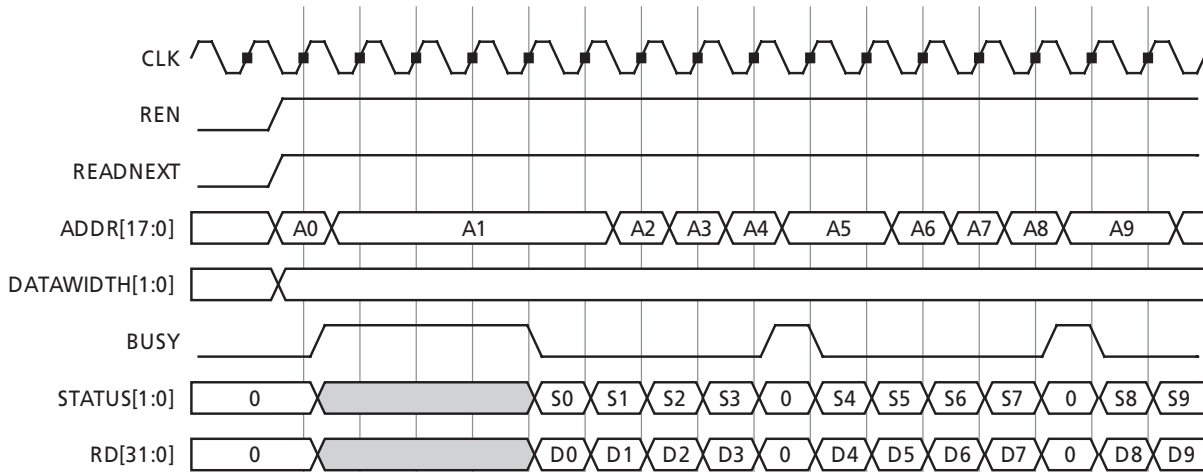 CLK
REN
READNEXT
ADDR[17:0] A0 A1 A2 A3 A4 A5 A6 A7 A8 A9
DATAWIDTH[1:0]
BUSY
STATUS[1:0] 0 S0 S1 S2 S3 0 S4 S5 S6 S7 0 S8 S9
RD[31:0] 0 D0 D1 D2 D3 0 D4 D5 D6 D7 0 D8 D9